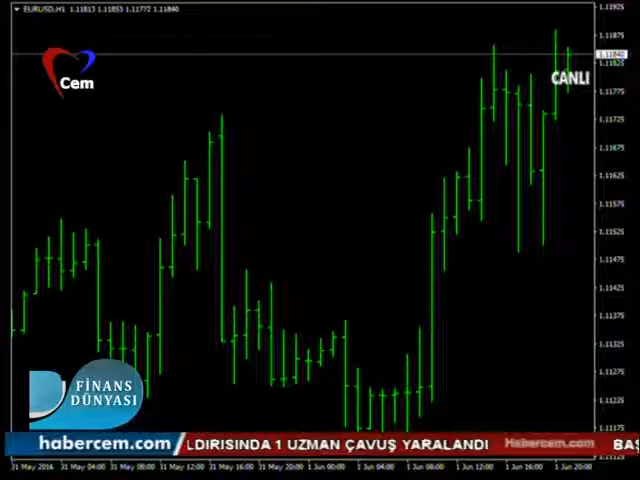 EURUSD,H1 1.11813 1.11853 1.11772 1.11840
1.11925
1.11875
1.11840
1.11825
1.11775
1.11725
1.11675
1.11625
1.11575
1.11525
1.11475
1.11425
1.11375
1.11325
1.11275
1.11225
1.11175
1.11125
Cem
CANLI
FİNANS
DÜNYASI
habercem.com
LDIRISINDA 1 UZMAN ÇAVUŞ YARALANDI
Habercem.com
BAŞ
31 May 2016 31 May 04:00 31 May 08:00 31 May 12:00 31 May 16:00 31 May 20:00 1 Jun 00:00 1 Jun 04:00 1 Jun 08:00 1 Jun 12:00 1 Jun 16:00 1 Jun 20:00